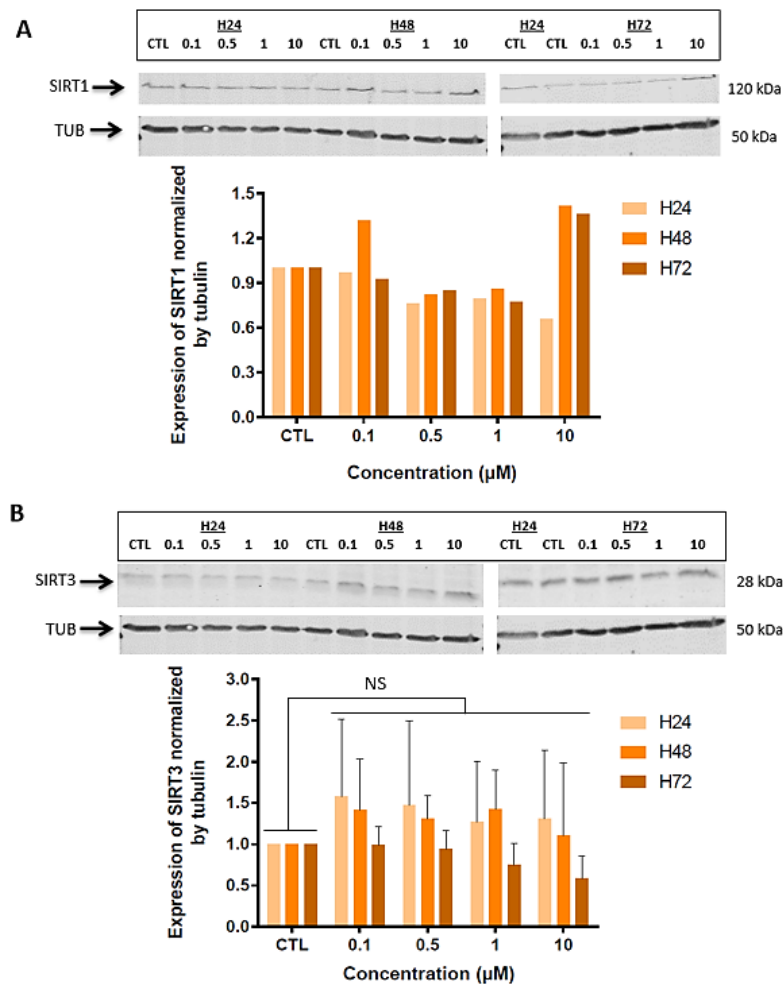 A
H24 H48 H24 H72
CTL 0.1 0.5 1 10 CTL 0.1 0.5 1 10 CTL CTL 0.1 0.5 1 10
SIRT1 120 kDa
TUB 50 kDa
Expression of SIRT1 normalized
by tubulin
1.5
1.2
0.9
0.6
0.3
0.0
H24
H48
H72
CTL 0.1 0.5 1 10
Concentration (µM)
B
H24 H48 H24 H72
CTL 0.1 0.5 1 10 CTL 0.1 0.5 1 10 CTL CTL 0.1 0.5 1 10
SIRT3 28 kDa
TUB 50 kDa
Expression of SIRT3 normalized
by tubulin
3.0
2.5
2.0
1.5
1.0
0.5
0.0
NS
H24
H48
H72
CTL 0.1 0.5 1 10
Concentration (µM)